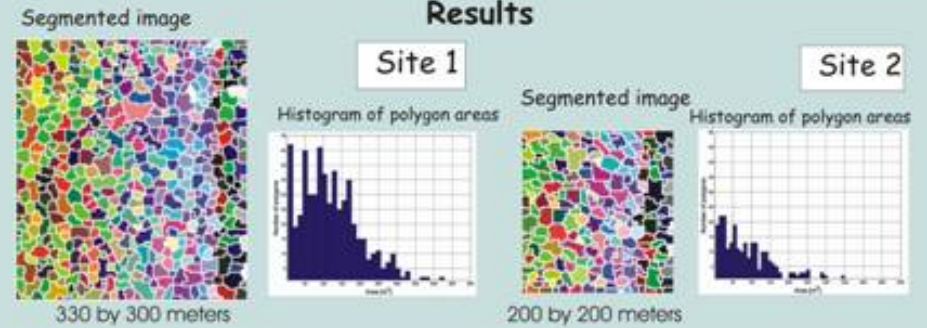 Results
Segmented image
Site 1
Histogram of polygon areas
330 by 300 meters
Site 2
Segmented image
Histogram of polygon areas
200 by 200 meters